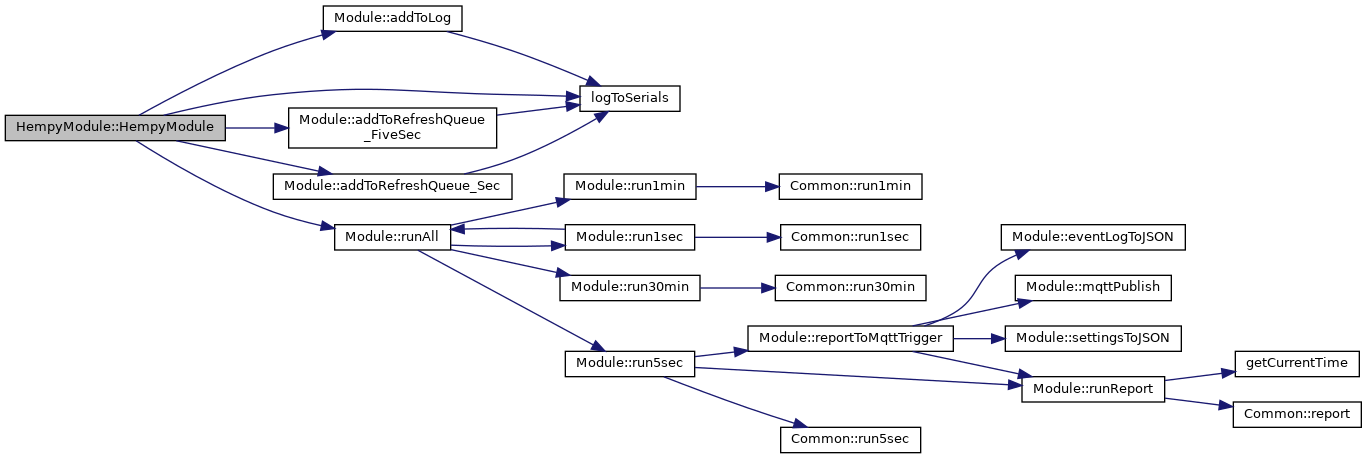 Module::addToLog
logToSerials
HempyModule::HempyModule
Module::addToRefreshQueue
_FiveSec
Module::addToRefreshQueue_Sec
Module::run1min
Common::run1min
Module::runAll
Module::run1sec
Common::run1sec
Module::eventLogToJSON
Module::run30min
Common::run30min
Module::mqttPublish
Module::reportToMqttTrigger
Module::settingsToJSON
Module::run5sec
getCurrentTime
Module::runReport
Common::report
Common::run5sec